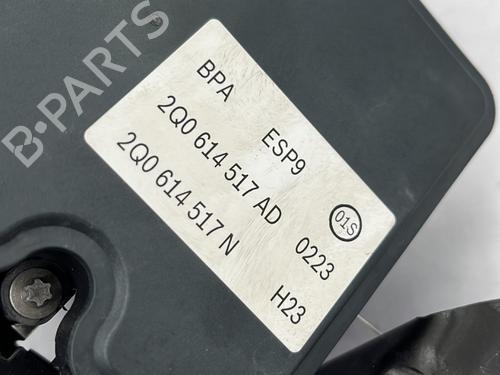 B-PARTS
BPA ESP9
2Q0 614 517 AD
2Q0 614 517 N
01S
0223
H23